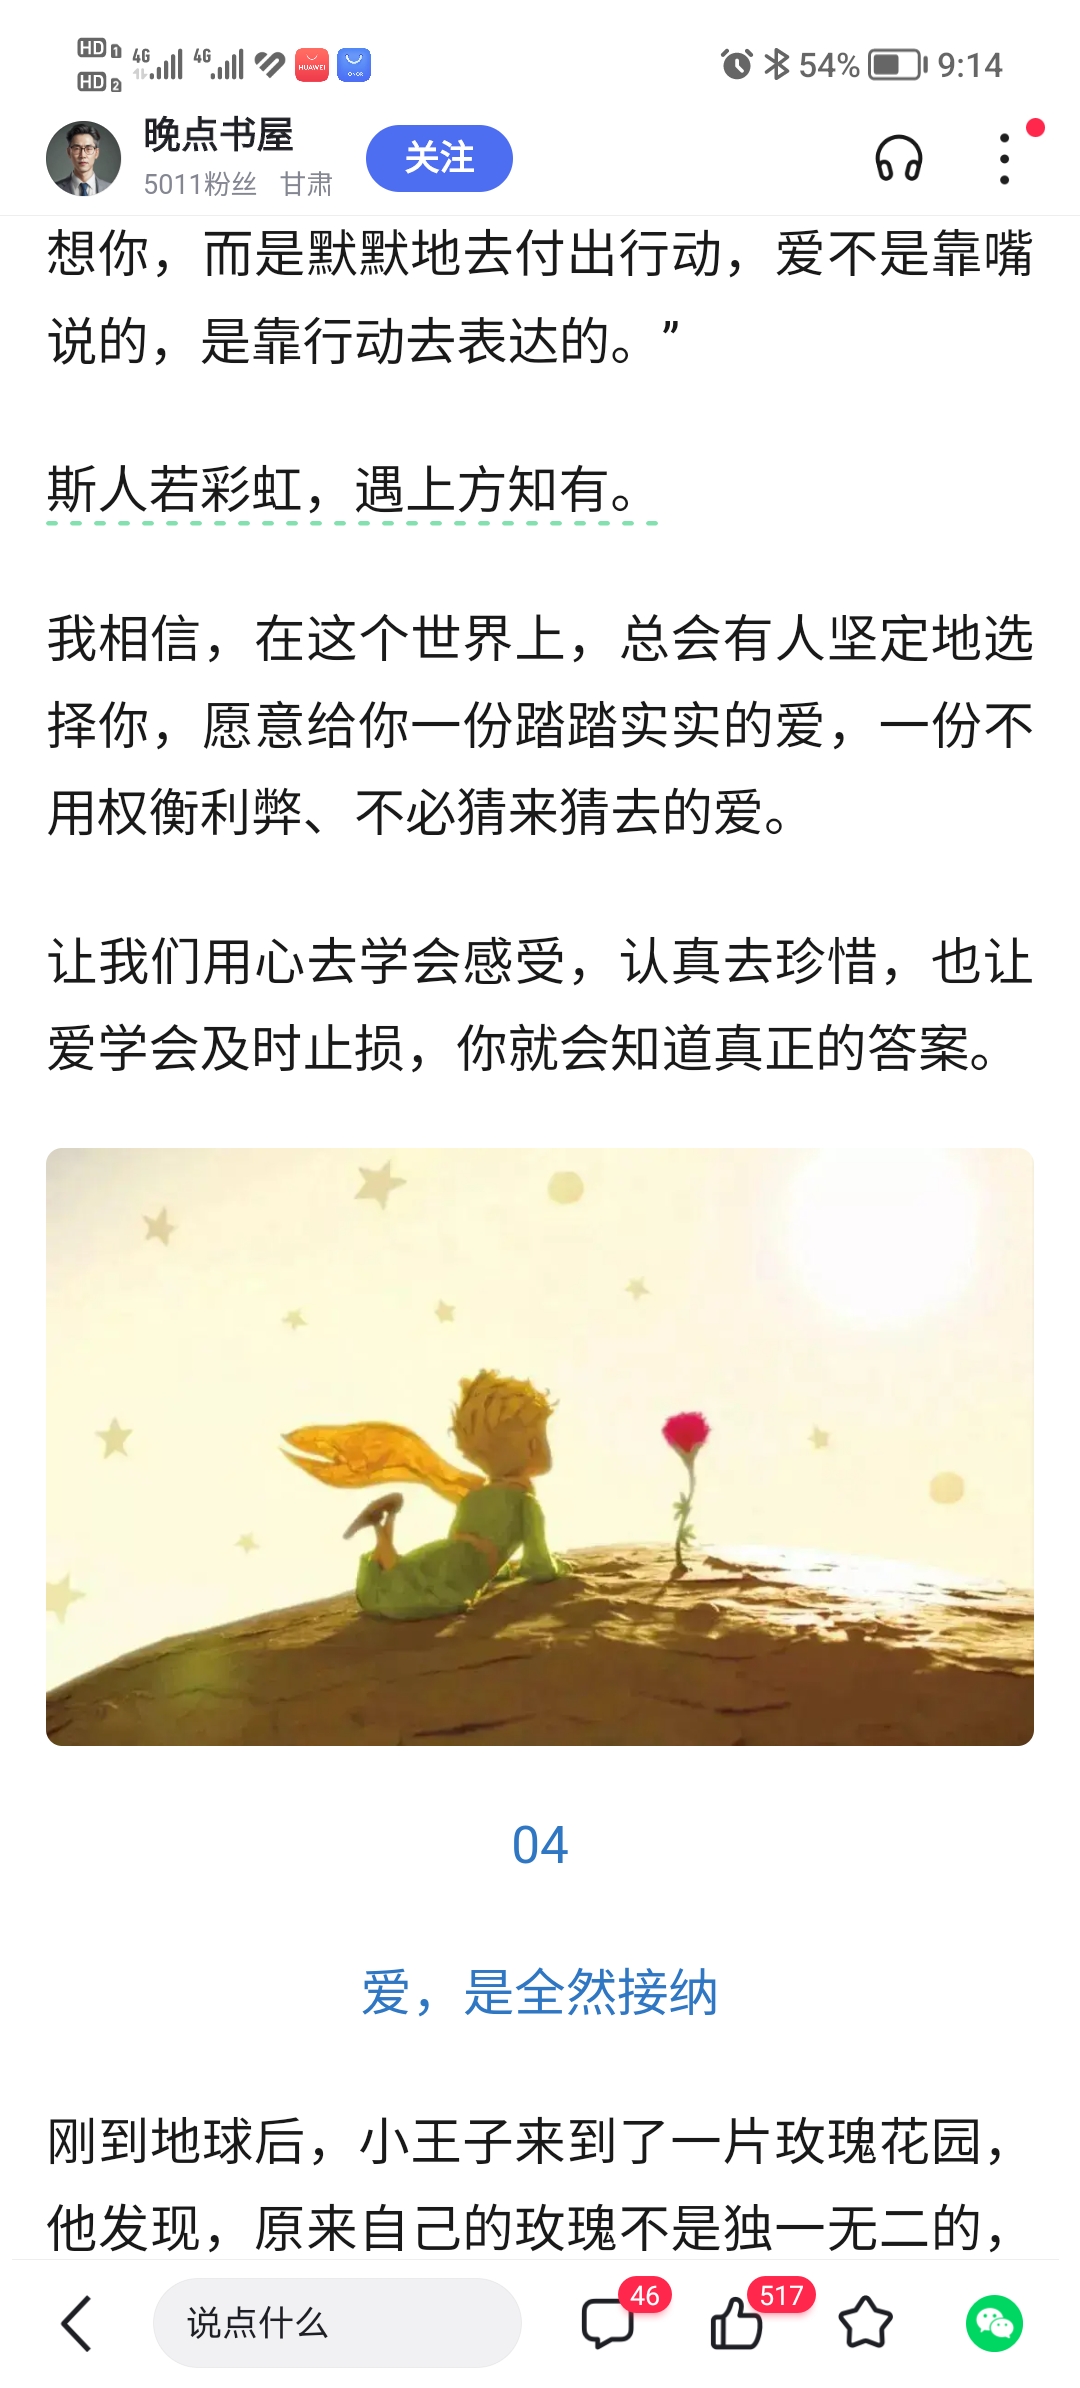 HD 1 4G 4G HUAWEI HONOR 54% 9:14
HD 2
晚点书屋
5011粉丝 甘肃
关注
想你，而是默默地去付出行动，爱不是靠嘴
说的，是靠行动去表达的。”
斯人若彩虹，遇上方知有。
我相信，在这个世界上，总会有人坚定地选
择你，愿意给你一份踏踏实实的爱，一份不
用权衡利弊、不必猜来猜去的爱。
让我们用心去学会感受，认真去珍惜，也让
爱学会及时止损，你就会知道真正的答案。
04
爱，是全然接纳
刚到地球后，小王子来到了一片玫瑰花园，
他发现，原来自己的玫瑰不是独一无二的，
说点什么
46
517